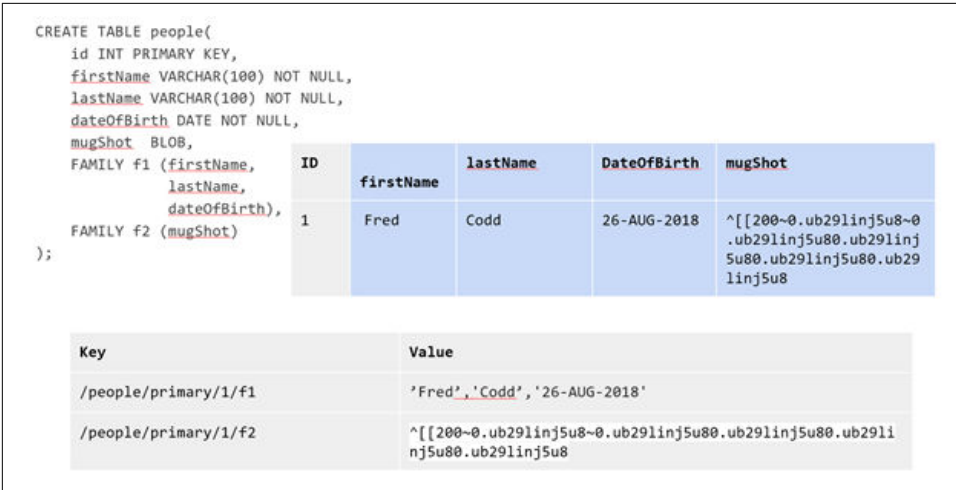 CREATE TABLE people(
id INT PRIMARY KEY,
firstName VARCHAR(100) NOT NULL,
lastName VARCHAR(100) NOT NULL,
dateOfBirth DATE NOT NULL,
mugShot BLOB,
FAMILY f1 (firstName,
lastName,
dateOfBirth),
FAMILY f2 (mugShot)
);
ID firstName lastName DateOfBirth mugShot
1 Fred Codd 26-AUG-2018 ^[[200~0.ub29linj5u8~0
.ub29linj5u80.ub29linj
5u80.ub29linj5u80.ub29
linj5u8
Key Value
/people/primary/1/f1 ’Fred’,'Codd’,'26-AUG-2018'
/people/primary/1/f2 ^[[200~0.ub29linj5u8~0.ub29linj5u80.ub29linj5u80.ub29li
nj5u80.ub29linj5u8